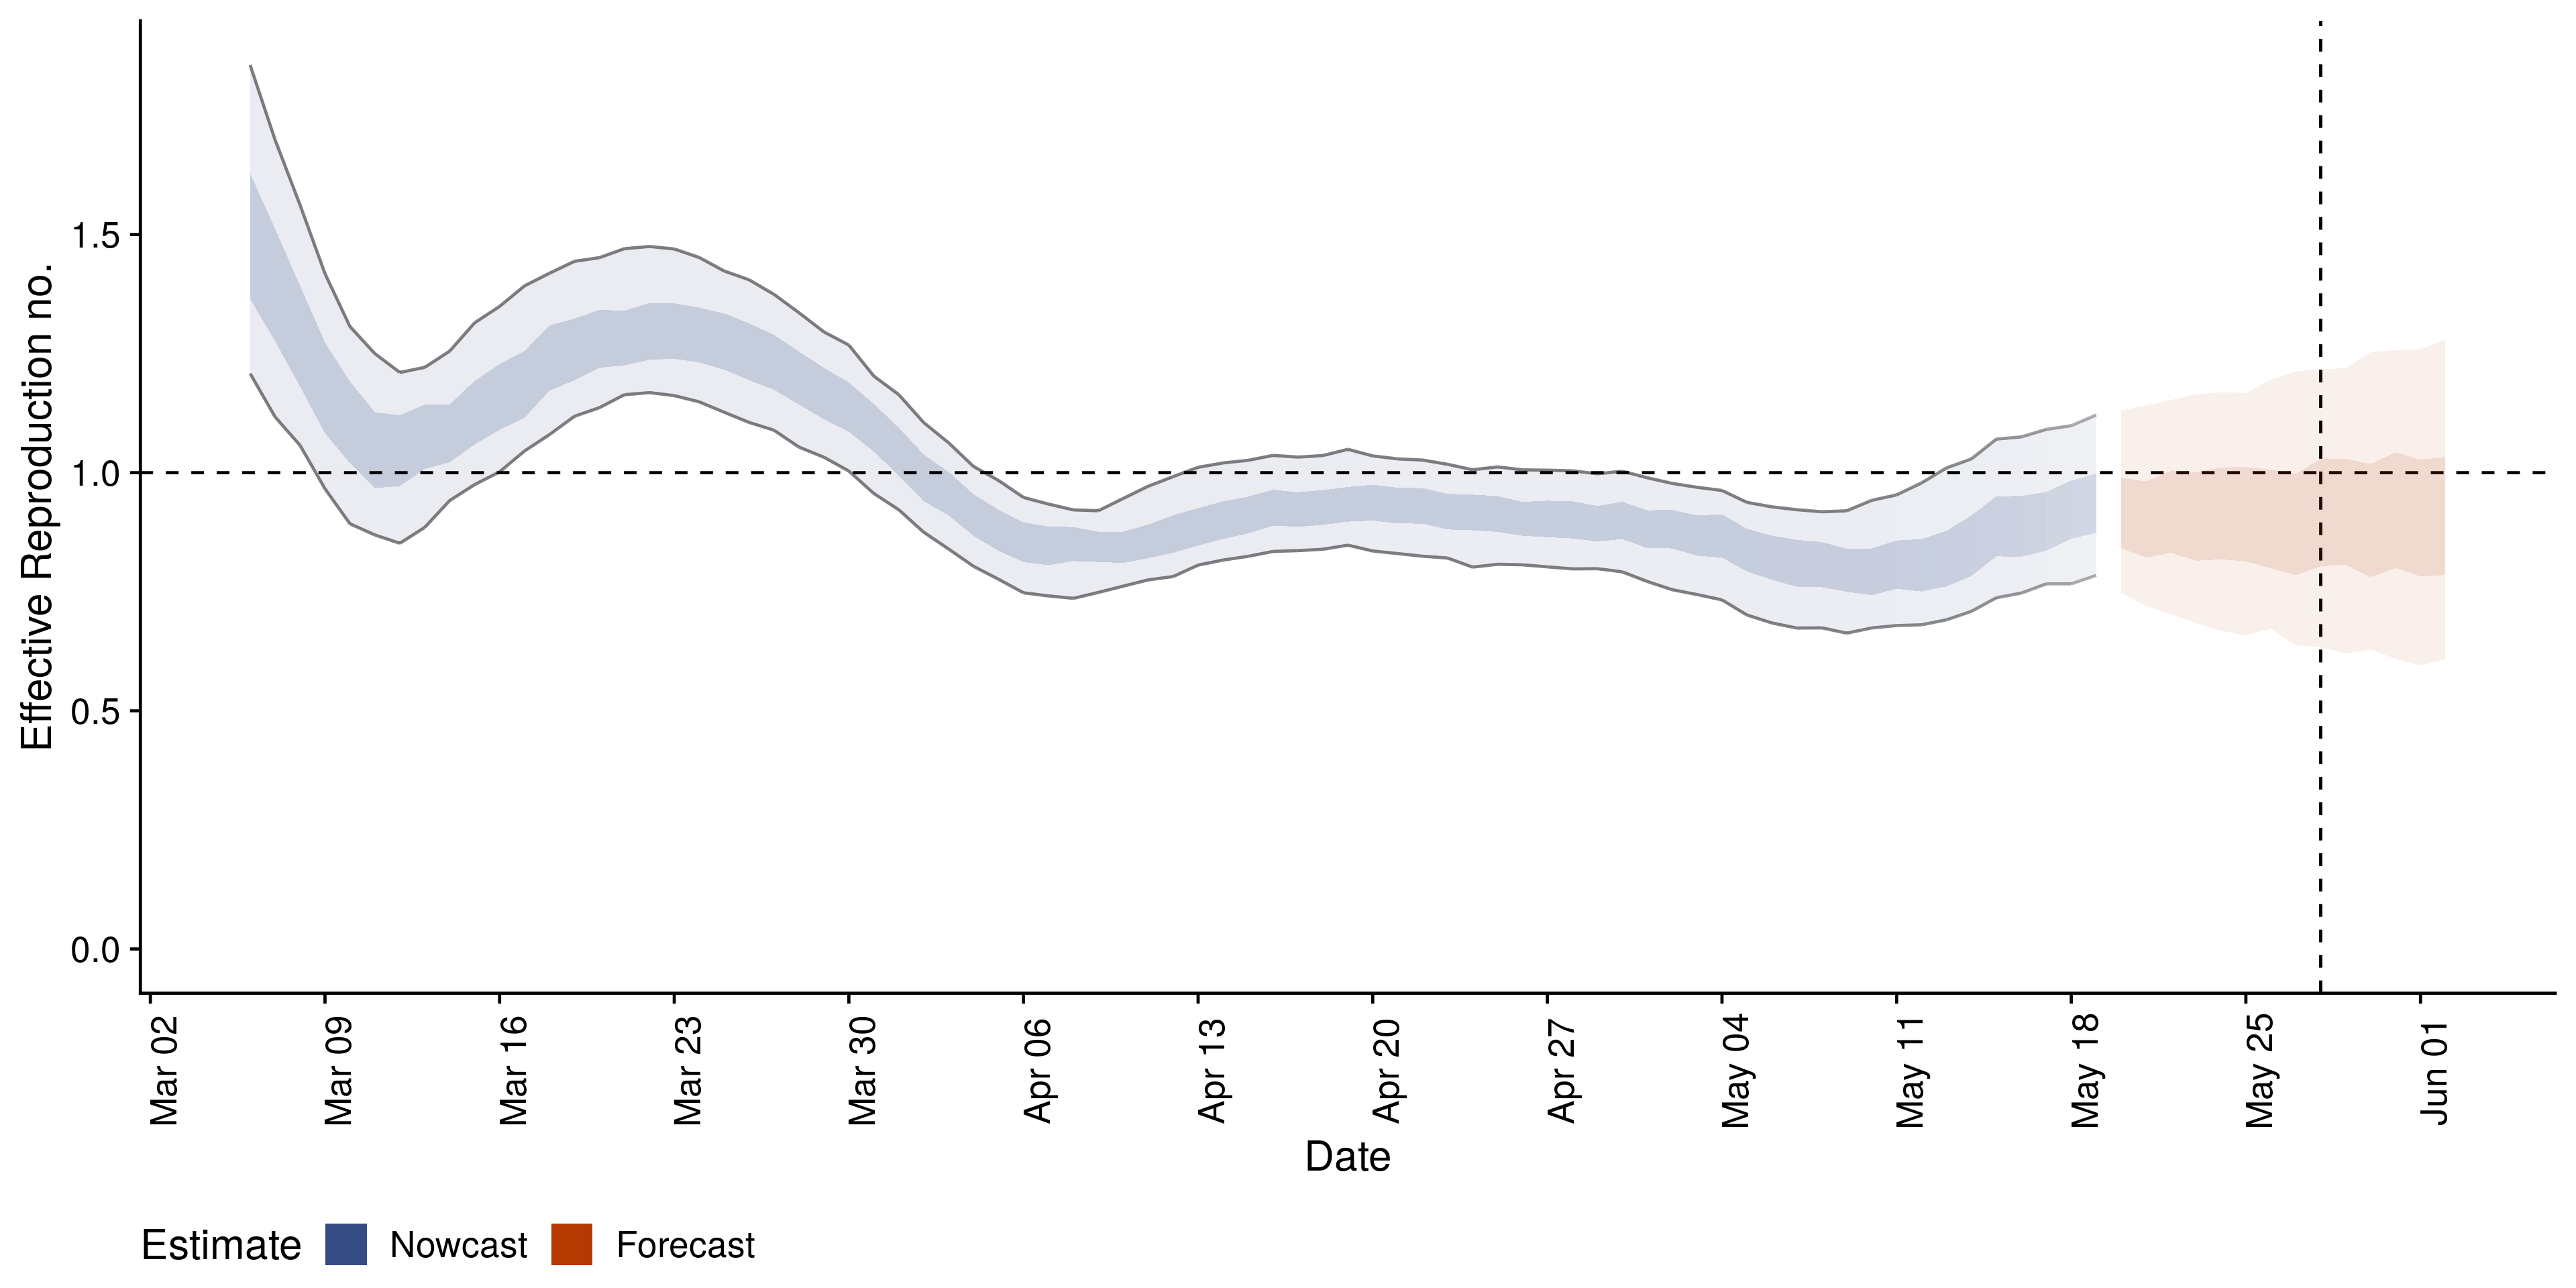 Effective Reproduction no.
1.5
1.0
0.5
0.0
Mar 02
Mar 09
Mar 16
Mar 23
Mar 30
Apr 06
Apr 13
Apr 20
Apr 27
May 04
May 11
May 18
May 25
Jun 01
Date
Estimate Nowcast Forecast